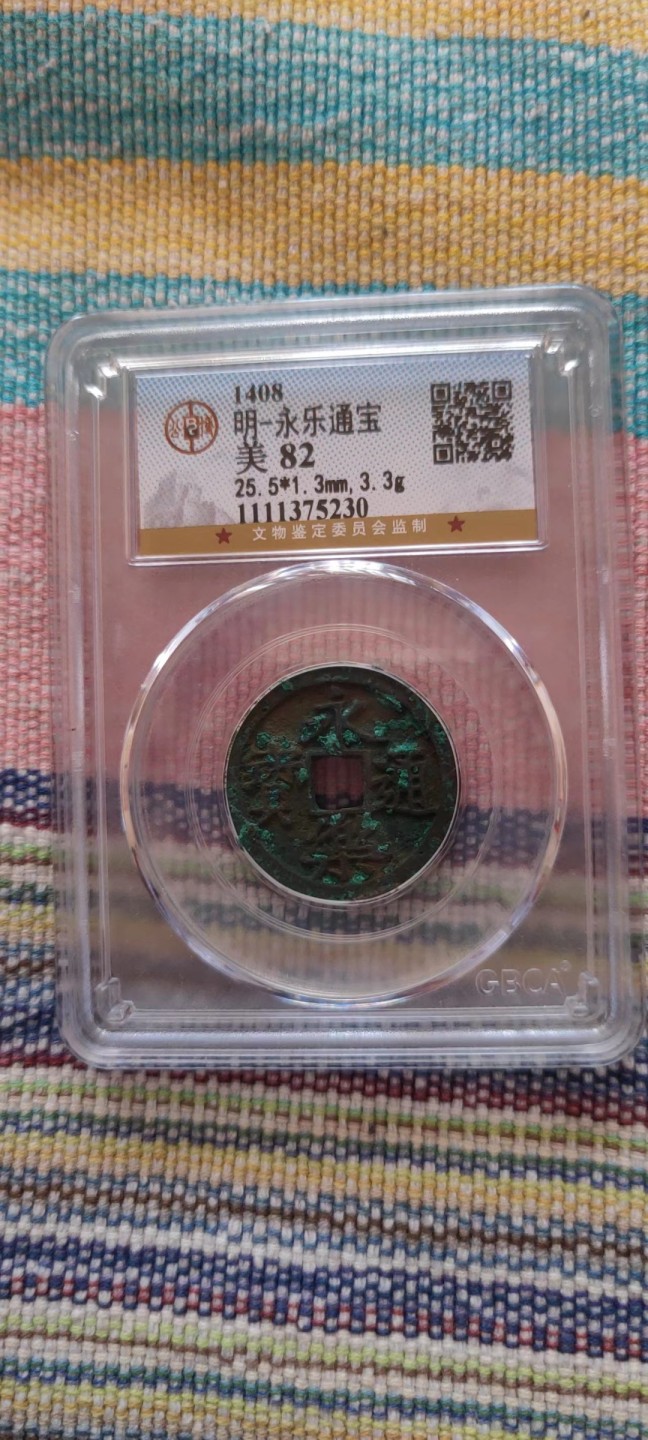 1408
明-永乐通宝
美 82
25.5*1.3mm,3.3g
1111375230
★ 文物鉴定委员会监制 ★
永樂通寳
GBCA